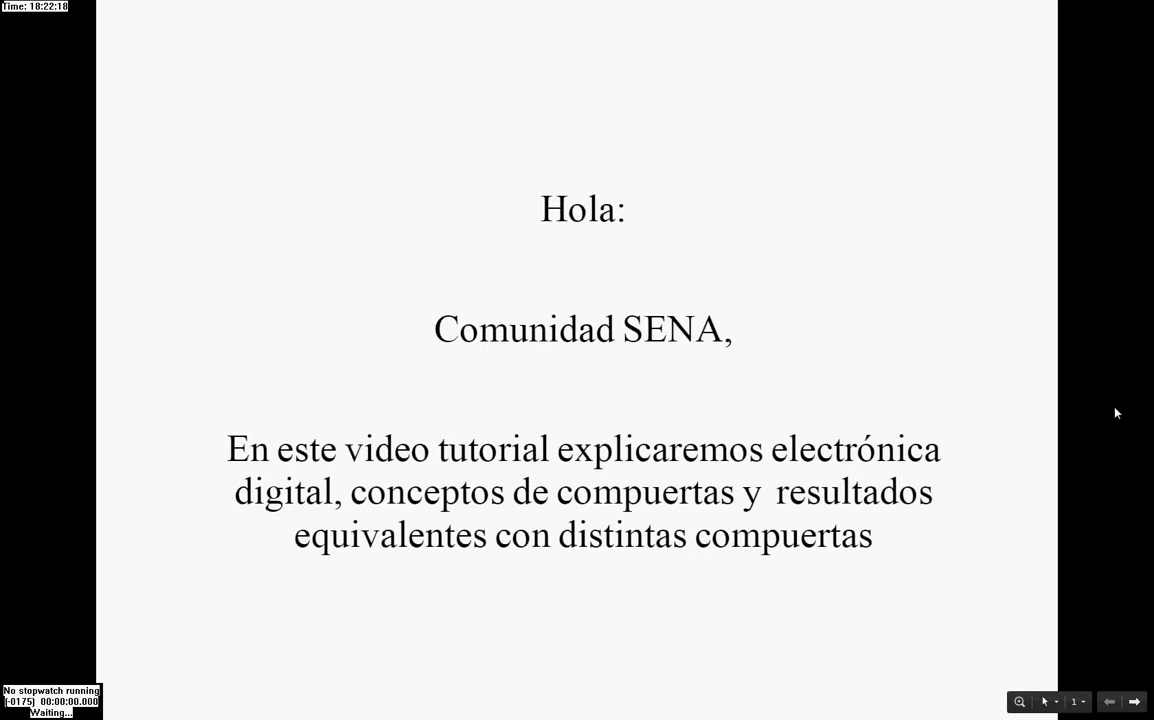 Time: 18:22:18
Hola:
Comunidad SENA,
En este video tutorial explicaremos electrónica
digital, conceptos de compuertas y resultados
equivalentes con distintas compuertas
No stopwatch running
(-0175) 00:00:00.000
Waiting...
1